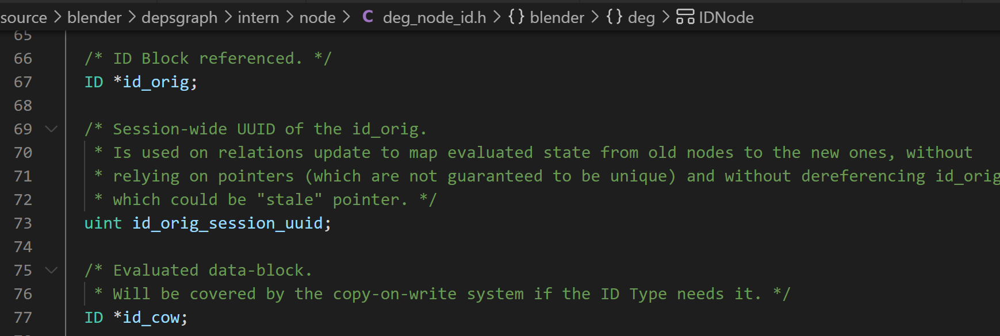 source > blender > depsgraph > intern > node > C deg_node_id.h > {} blender > {} deg > IDNode
65
66 /* ID Block referenced. */
67 ID *id_orig;
68
69 /* Session-wide UUID of the id_orig.
70 * Is used on relations update to map evaluated state from old nodes to the new ones, without
71 * relying on pointers (which are not guaranteed to be unique) and without dereferencing id_orig
72 * which could be "stale" pointer. */
73 uint id_orig_session_uuid;
74
75 /* Evaluated data-block.
76 * Will be covered by the copy-on-write system if the ID Type needs it. */
77 ID *id_cow;